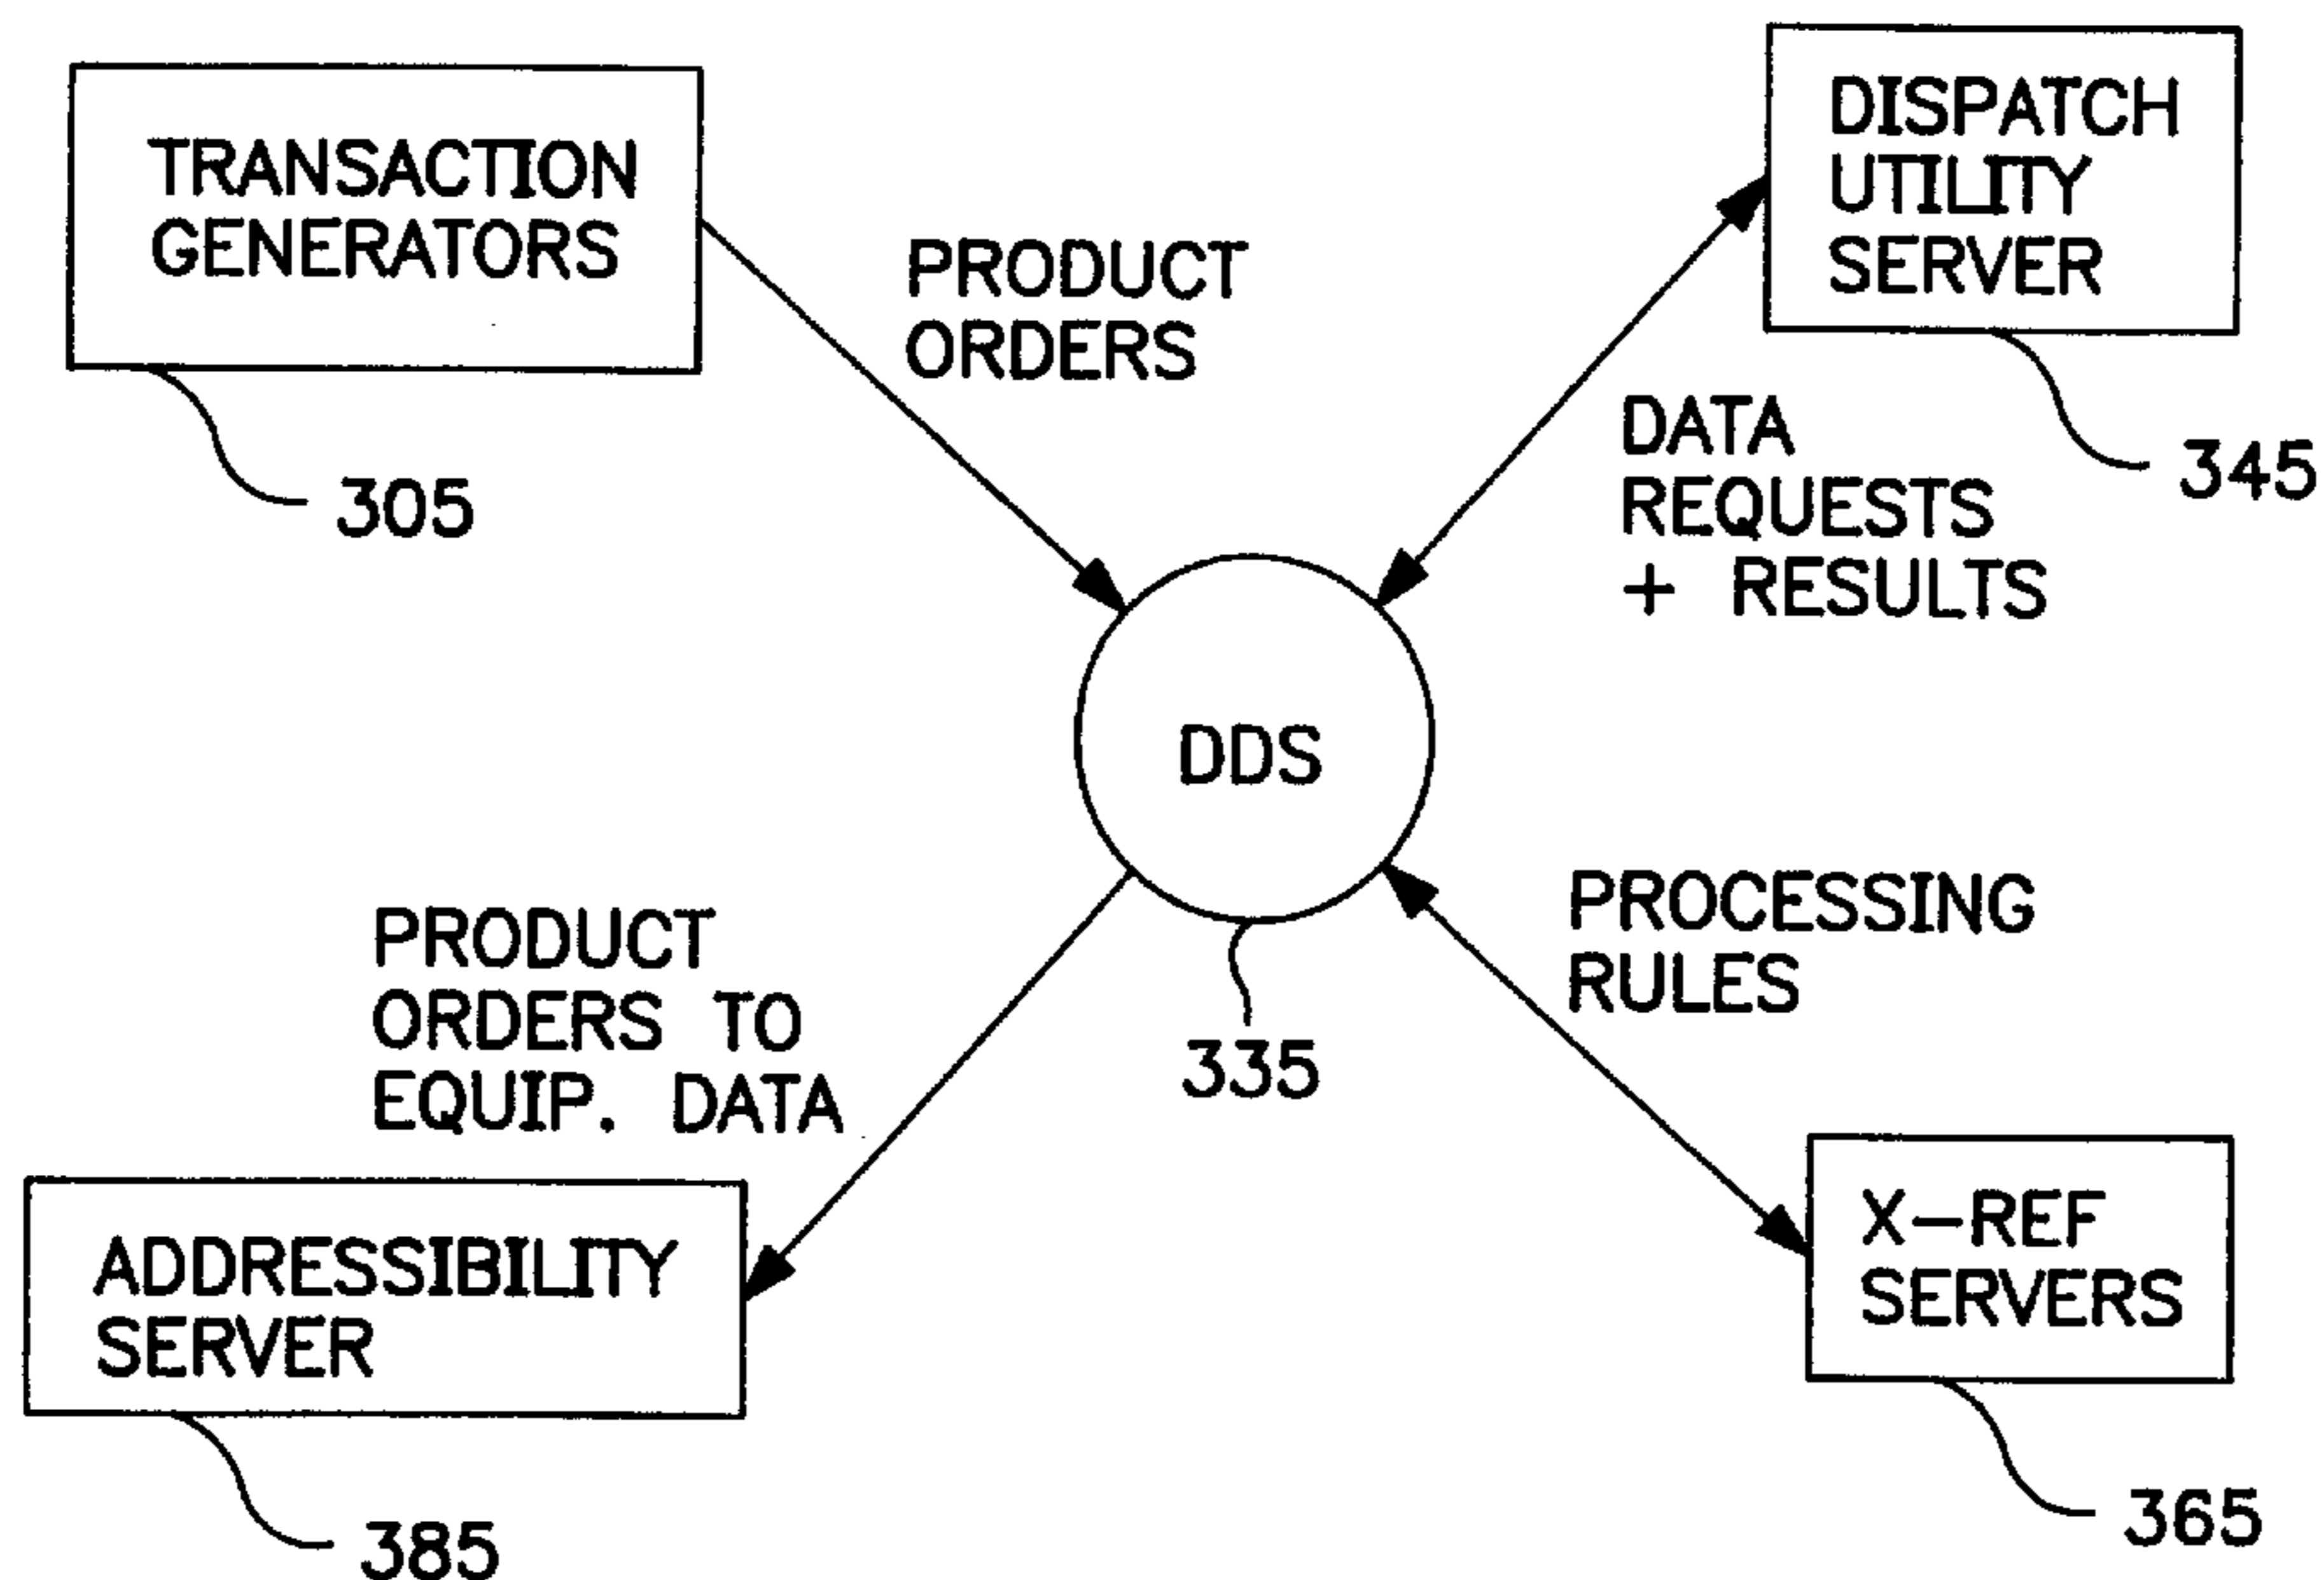 TRANSACTION
GENERATORS
305
PRODUCT
ORDERS
DISPATCH
UTILITY
SERVER
345
DATA
REQUESTS
+ RESULTS
DDS
335
PRODUCT
ORDERS TO
EQUIP. DATA
ADDRESSIBILITY
SERVER
385
PROCESSING
RULES
X-REF
SERVERS
365